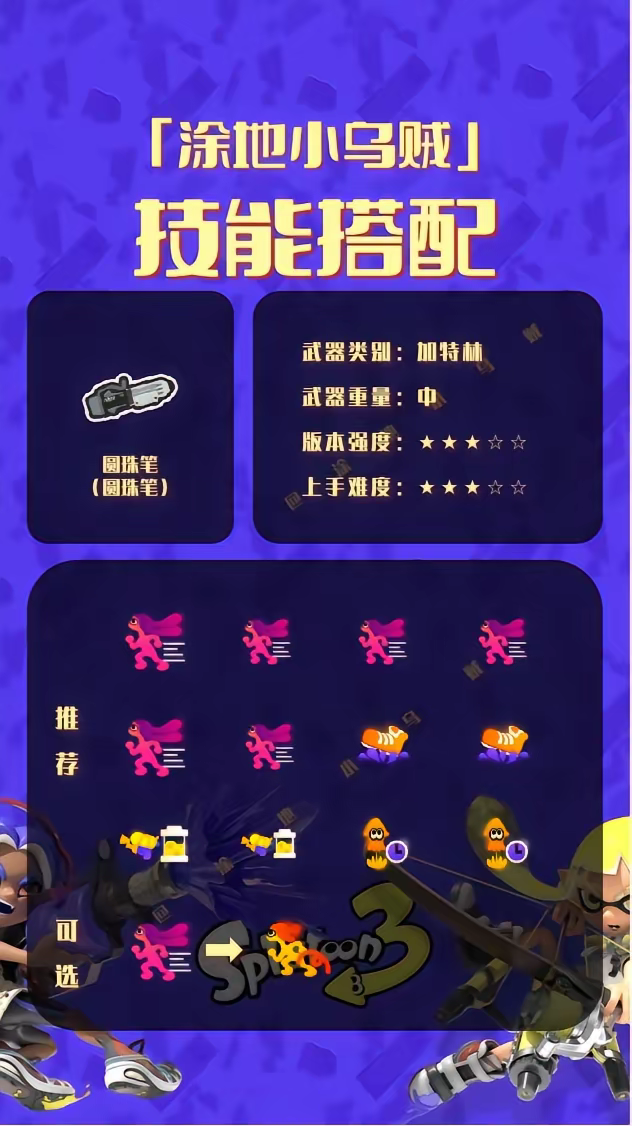 「涂地小乌贼」
技能搭配
圆珠笔
（圆珠笔）
武器类别：加特林
武器重量：中
版本强度：★★★☆☆
上手难度：★★★☆☆
推荐
可选
Splatoon
3